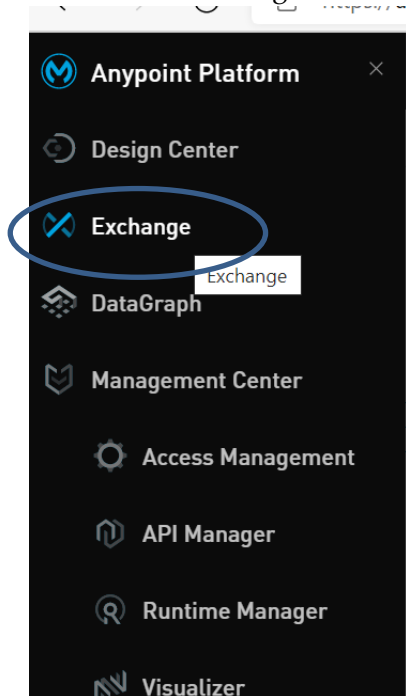 Anypoint Platform
Design Center
Exchange
Exchange
DataGraph
Management Center
Access Management
API Manager
Runtime Manager
Visualizer